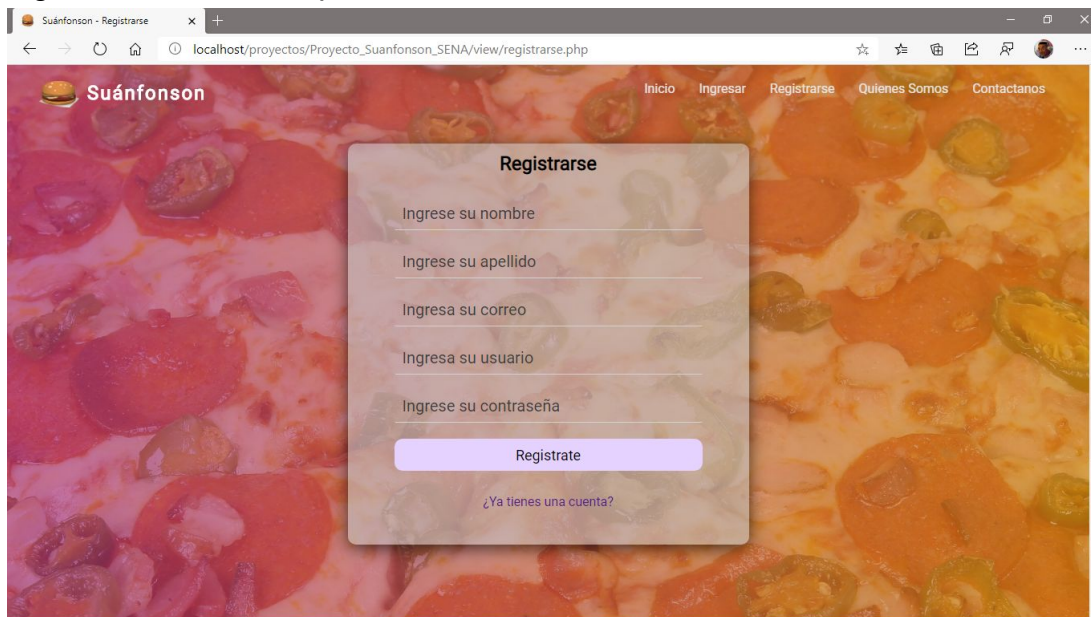 Suánfonson - Registrarse
localhost/proyectos/Proyecto_Suanfonson_SENA/view/registrarse.php
Suánfonson
Inicio Ingresar Registrarse Quienes Somos Contactanos
Registrarse
Ingrese su nombre
Ingrese su apellido
Ingresa su correo
Ingresa su usuario
Ingrese su contraseña
Registrate
¿Ya tienes una cuenta?